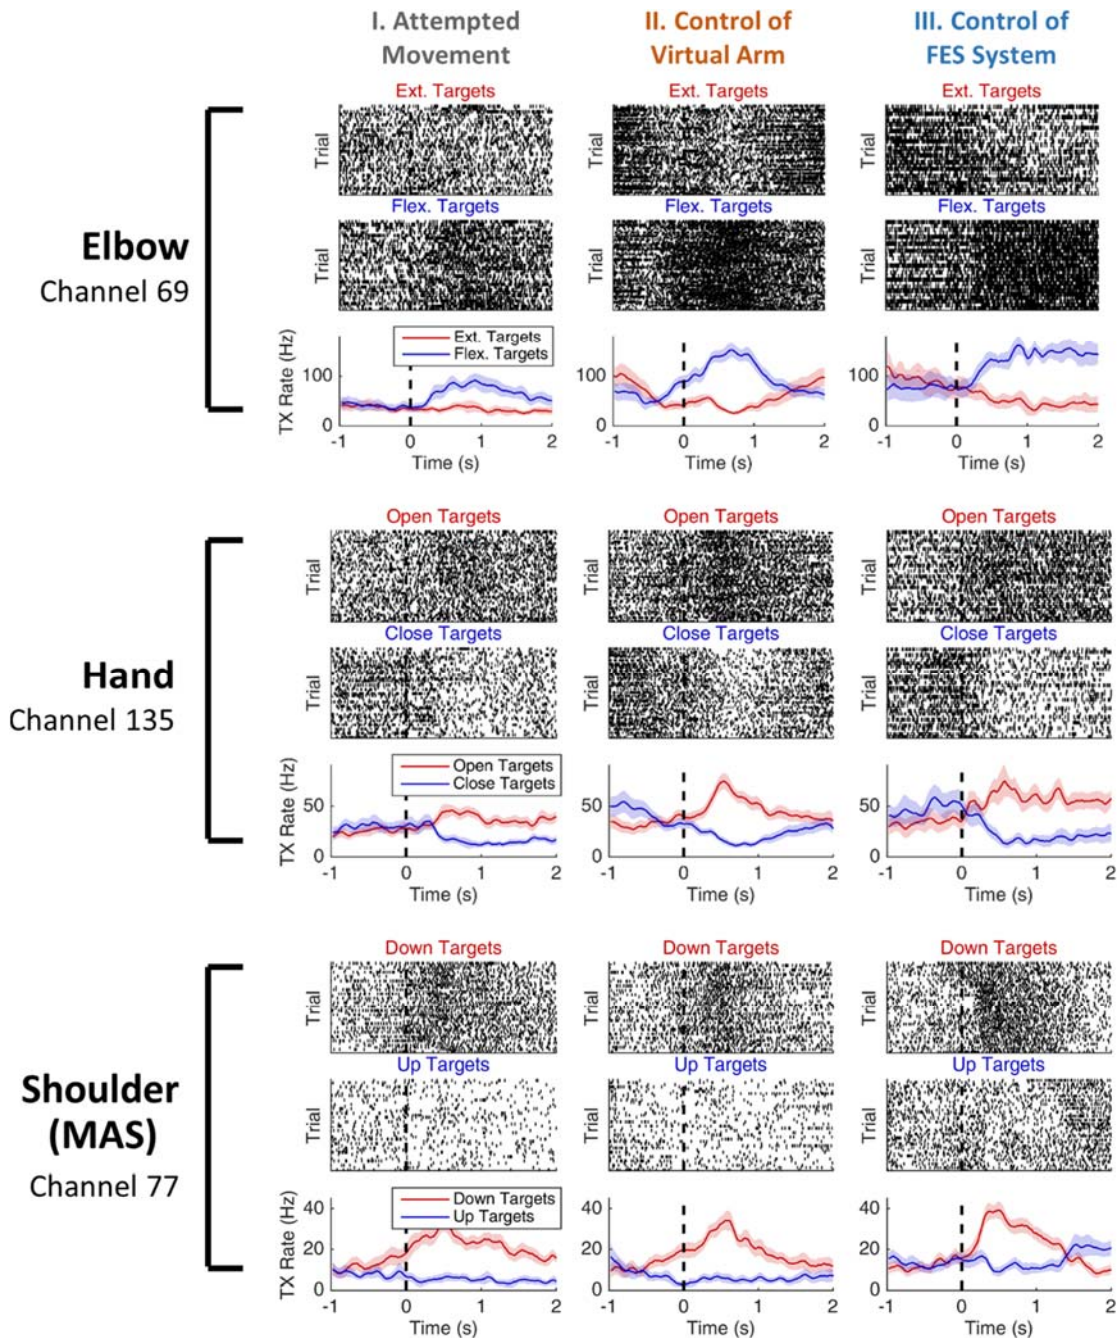 I. Attempted
Movement
II. Control of
Virtual Arm
III. Control of
FES System
Elbow
Channel 69
Ext. Targets
Ext. Targets
Ext. Targets
Trial
Trial
Trial
Flex. Targets
Flex. Targets
Flex. Targets
Trial
Trial
Trial
TX Rate (Hz)
100
0
Ext. Targets
Flex. Targets
100
0
100
0
-1 0 1 2
-1 0 1 2
-1 0 1 2
Time (s)
Time (s)
Time (s)
Hand
Channel 135
Open Targets
Open Targets
Open Targets
Trial
Trial
Trial
Close Targets
Close Targets
Close Targets
Trial
Trial
Trial
TX Rate (Hz)
50
0
Open Targets
Close Targets
50
0
50
0
-1 0 1 2
-1 0 1 2
-1 0 1 2
Time (s)
Time (s)
Time (s)
Shoulder
(MAS)
Channel 77
Down Targets
Down Targets
Down Targets
Trial
Trial
Trial
Up Targets
Up Targets
Up Targets
Trial
Trial
Trial
TX Rate (Hz)
40
20
0
Down Targets
Up Targets
40
20
0
40
20
0
-1 0 1 2
-1 0 1 2
-1 0 1 2
Time (s)
Time (s)
Time (s)